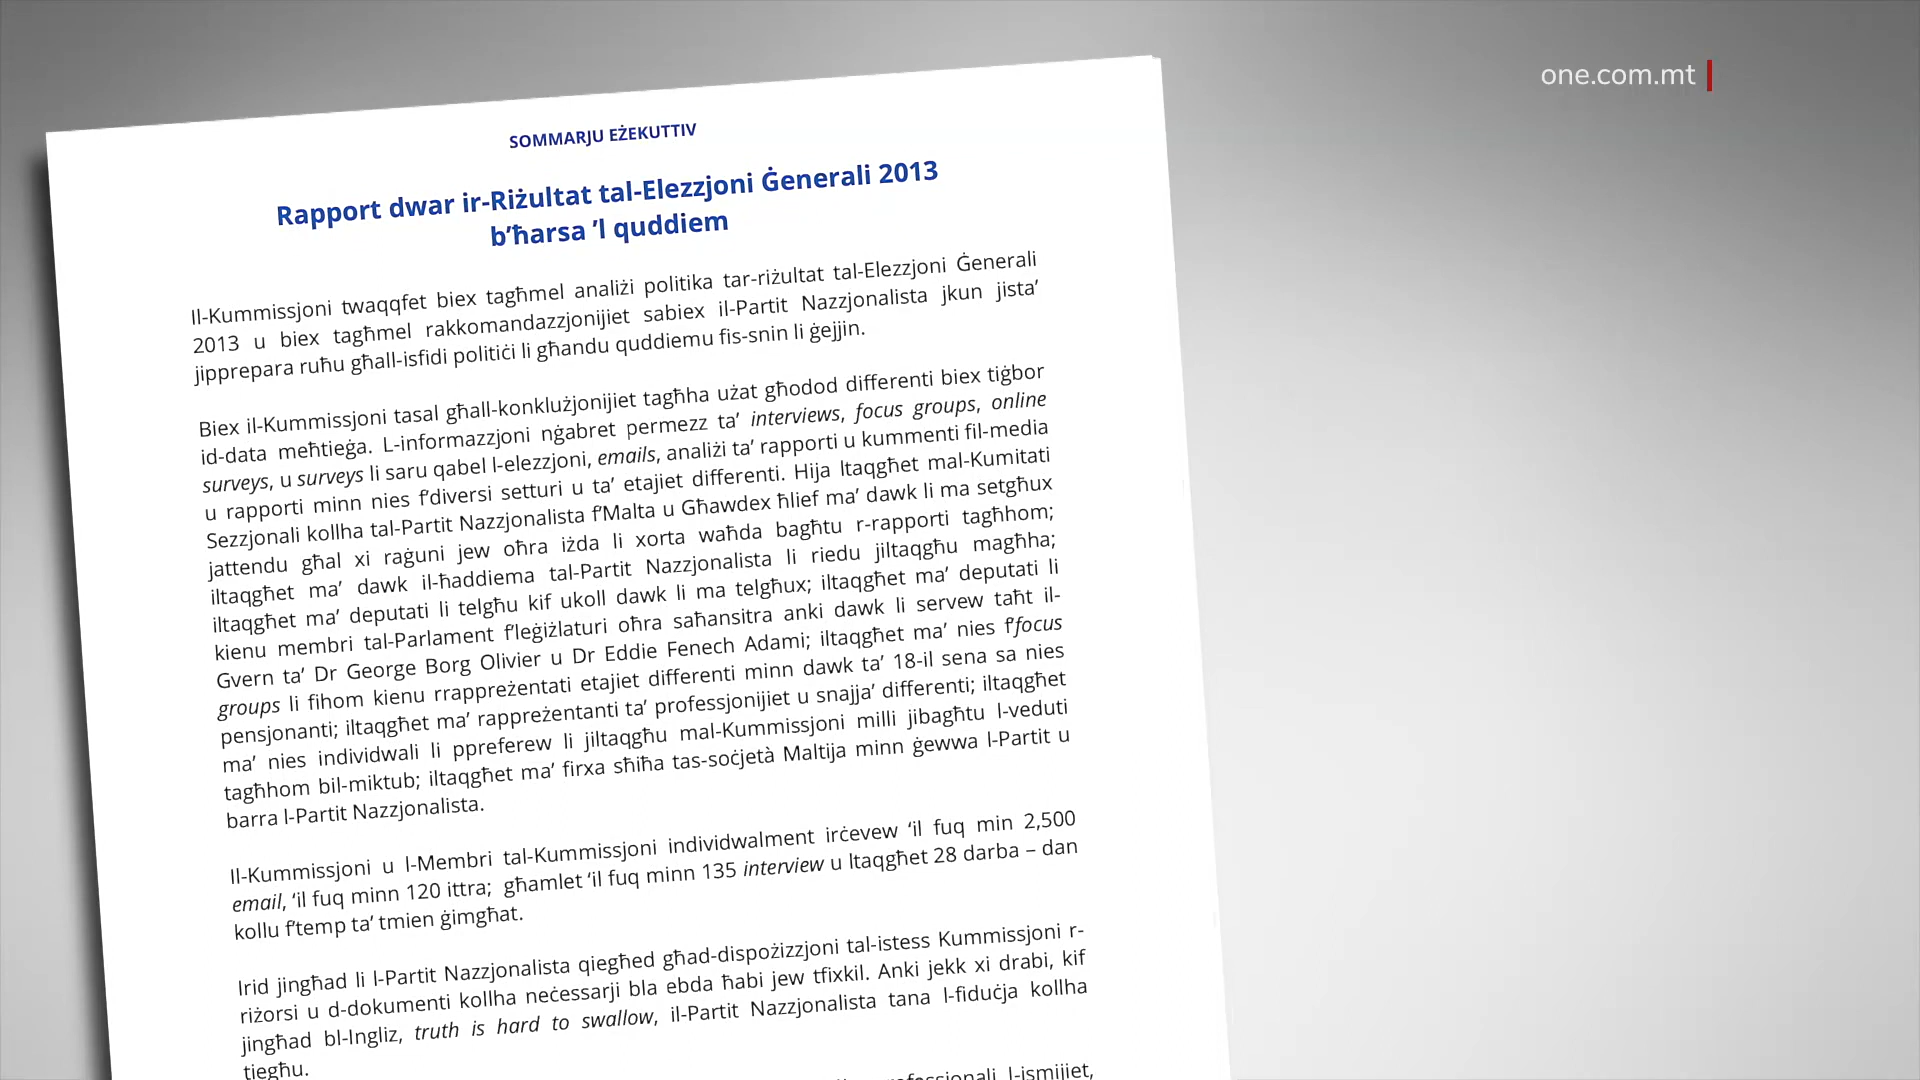 one.com.mt
SOMMARJU EŻEKUTTIV
Rapport dwar ir-Riżultat tal-Elezzjoni Ġenerali 2013
b’ħarsa ’l quddiem
Il-Kummissjoni twaqqfet biex tagħmel analiżi politika tar-riżultat tal-Elezzjoni Ġenerali
2013 u biex tagħmel rakkomandazzjonijiet sabiex il-Partit Nazzjonalista jkun jista’
jipprepara ruħu għall-isfidi politiċi li għandu quddiemu fis-snin li ġejjin.
Biex il-Kummissjoni tasal għall-konklużjonijiet tagħha użat għodod differenti biex tiġbor
id-data meħtieġa. L-informazzjoni nġabret permezz ta’ interviews, focus groups, online
surveys, u surveys li saru qabel l-elezzjoni, emails, analiżi ta’ rapporti u kummenti fil-media
u rapporti minn nies f’diversi setturi u ta’ etajiet differenti. Hija ltaqgħet mal-Kumitati
Sezzjonali kollha tal-Partit Nazzjonalista f’Malta u Għawdex ħlief ma’ dawk li ma setgħux
jattendu għal xi raġuni jew oħra iżda li xorta waħda bagħtu r-rapporti tagħhom;
iltaqgħet ma’ dawk il-ħaddiema tal-Partit Nazzjonalista li riedu jiltaqgħu magħha;
iltaqgħet ma’ deputati li telgħu kif ukoll dawk li ma telgħux; iltaqgħet ma’ deputati li
kienu membri tal-Parlament f’leġiżlaturi oħra saħansitra anki dawk li servew taħt il-
Gvern ta’ Dr George Borg Olivier u Dr Eddie Fenech Adami; iltaqgħet ma’ nies f’focus
groups li fihom kienu rrappreżentati etajiet differenti minn dawk ta’ 18-il sena sa nies
pensjonanti; iltaqgħet ma’ rappreżentanti ta’ professjonijiet u snajja’ differenti; iltaqgħet
ma’ nies individwali li ppreferew li jiltaqgħu mal-Kummissjoni milli jibagħtu l-veduti
tagħhom bil-miktub; iltaqgħet ma’ firxa sħiħa tas-soċjetà Maltija minn ġewwa l-Partit u
barra l-Partit Nazzjonalista.
Il-Kummissjoni u l-Membri tal-Kummissjoni individwalment irċevew ‘il fuq min 2,500
email, ‘il fuq minn 120 ittra; għamlet ‘il fuq minn 135 interview u ltaqgħet 28 darba – dan
kollu f’temp ta’ tmien ġimgħat.
Irid jingħad li l-Partit Nazzjonalista qiegħed għad-dispożizzjoni tal-istess Kummissjoni r-
riżorsi u d-dokumenti kollha neċessarji bla ebda ħabi jew tfixkil. Anki jekk xi drabi, kif
jingħad bl-Ingliz, truth is hard to swallow, il-Partit Nazzjonalista tana l-fiduċja kollha
tiegħu.
l-ismijiet,